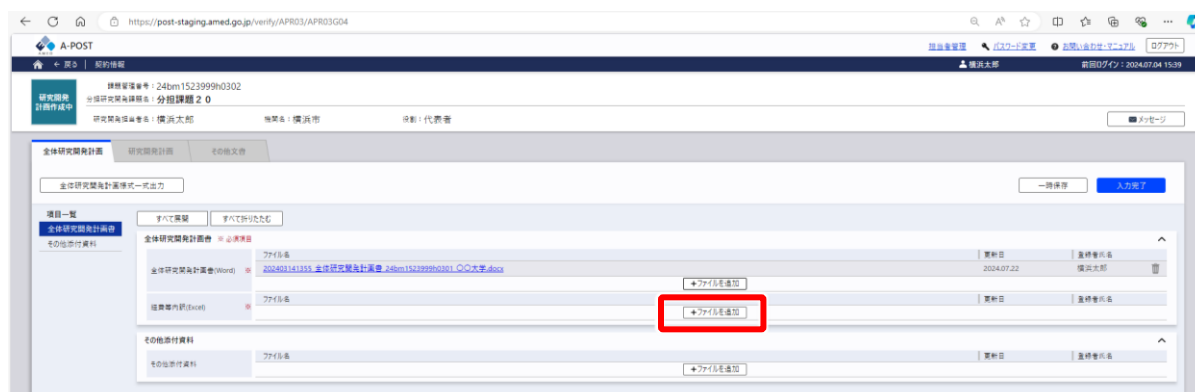 https://post-staging.amed.go.jp/verify/APR03/APR03G04
A-POST
担当者管理 パスワード変更 お問い合わせ・マニュアル ログアウト
← 戻る 契約情報 横浜太郎 前回ログイン：2024.07.04 15:39
研究開発
計画作成中
課題管理番号：24bm1523999h0302
分担研究開発課題名：分担課題２０
研究開発担当者名：横浜太郎 機関名：横浜市 役割：代表者 メッセージ
全体研究開発計画 研究開発計画 その他文書
全体研究開発計画様式一式出力 一時保存 入力完了
項目一覧
全体研究開発計画書
その他添付資料
すべて展開 すべて折りたたむ
全体研究開発計画書 ※ 必須項目
ファイル名 更新日 登録者氏名
全体研究開発計画書(Word) ※ 202403141355_全体研究開発計画書_24bm1523999h0301_〇〇大学.docx 2024.07.22 横浜太郎
+ファイルを追加
ファイル名 更新日 登録者氏名
経費等内訳(Excel) ※
+ファイルを追加
その他添付資料
ファイル名 更新日 登録者氏名
その他添付資料
+ファイルを追加